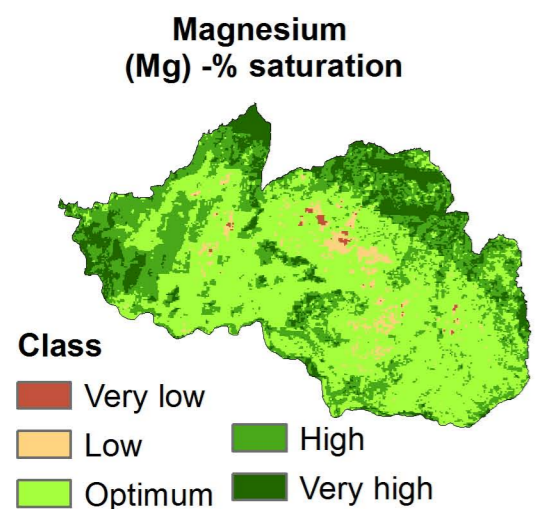 Magnesium
(Mg) -% saturation
Class
Very low
Low
Optimum
High
Very high